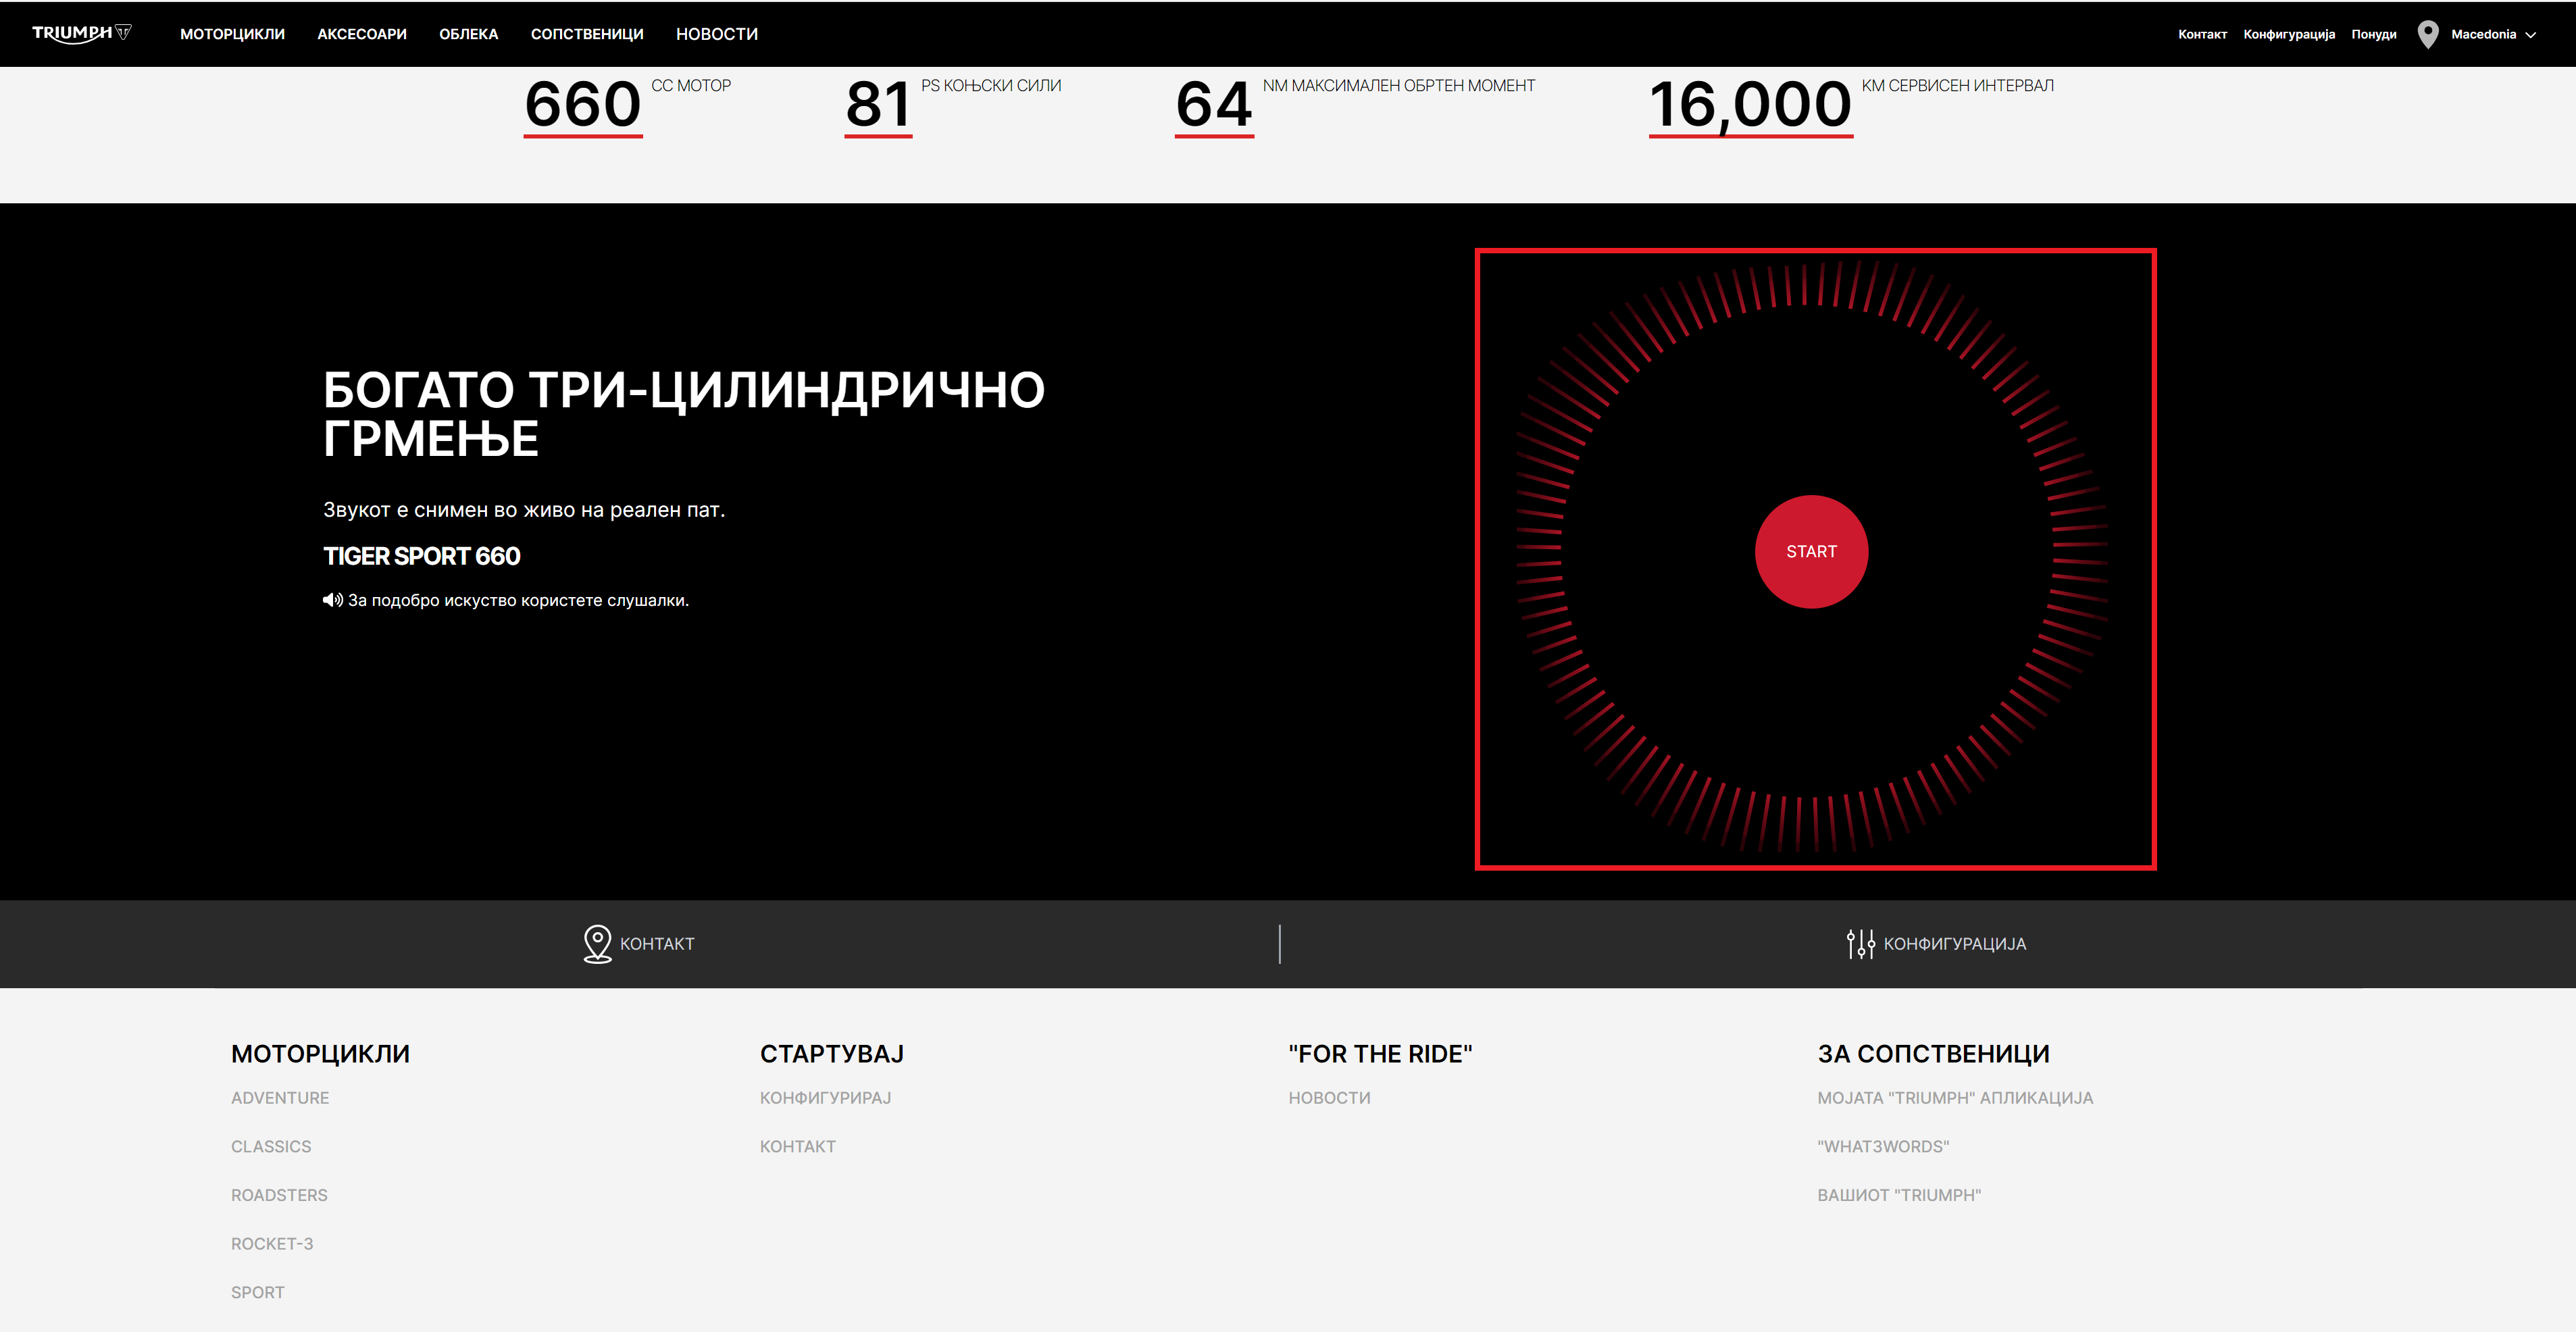 TRIUMPH
МОТОРЦИКЛИ АКСЕСОАРИ ОБЛЕКА СОПСТВЕНИЦИ НОВОСТИ
Контакт Конфигурација Понуди Macedonia
660 CC МОТОР
81 PS КОЊСКИ СИЛИ
64 NM МАКСИМАЛЕН ОБРТЕН МОМЕНТ
16,000 КМ СЕРВИСЕН ИНТЕРВАЛ
БОГАТО ТРИ-ЦИЛИНДРИЧНО
ГРМЕЊЕ
Звукот е снимен во живо на реален пат.
TIGER SPORT 660
За подобро искуство користете слушалки.
START
КОНТАКТ
КОНФИГУРАЦИЈА
МОТОРЦИКЛИ
ADVENTURE
CLASSICS
ROADSTERS
ROCKET-3
SPORT
СТАРТУВАЈ
КОНФИГУРИРАЈ
КОНТАКТ
"FOR THE RIDE"
НОВОСТИ
ЗА СОПСТВЕНИЦИ
МОЈАТА "TRIUMPH" АПЛИКАЦИЈА
"WHAT3WORDS"
ВАШИОТ "TRIUMPH"